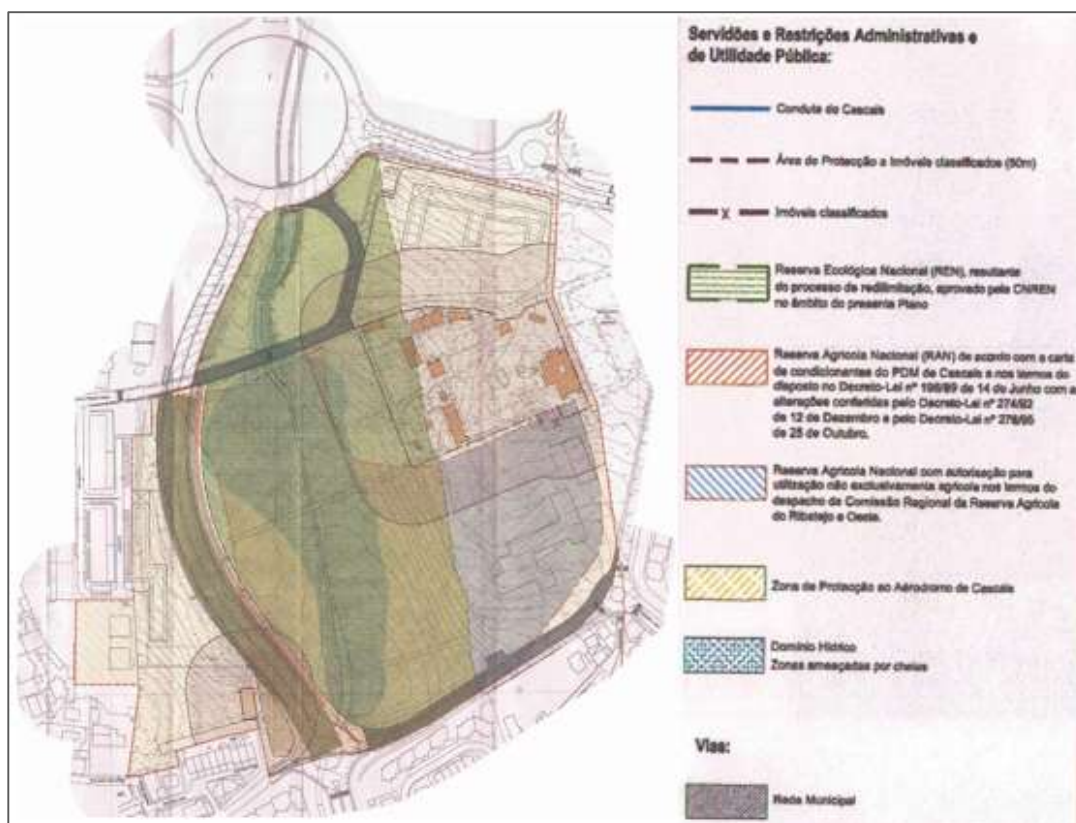 Servidões e Restrições Administrativas e
de Utilidade Pública:
Conduta de Cascais
Área de Protecção a Imóveis classificados (50m)
X
Imóveis classificados
Reserva Ecológica Nacional (REN), resultante
do processo de redilimitação, aprovado pela CNREN
no âmbito do presente Plano
Reserva Agrícola Nacional (RAN) de acordo com a carta
de condicionantes do PDM de Cascais e nos termos do
disposto no Decreto-Lei nº 196/89 de 14 de Junho com a
alterações conferidas pelo Decreto-Lei nº 274/92
de 12 de Dezembro e pelo Decreto-Lei nº 278/95
de 25 de Outubro.
Reserva Agrícola Nacional com autorização para
utilização não exclusivamente agrícola nos termos do
despacho da Comissão Regional da Reserva Agrícola
do Ribatejo e Oeste.
Zona de Protecção ao Aérodromo de Cascais
Domínio Hídrico
Zonas ameaçadas por cheias
Vias:
Rede Municipal